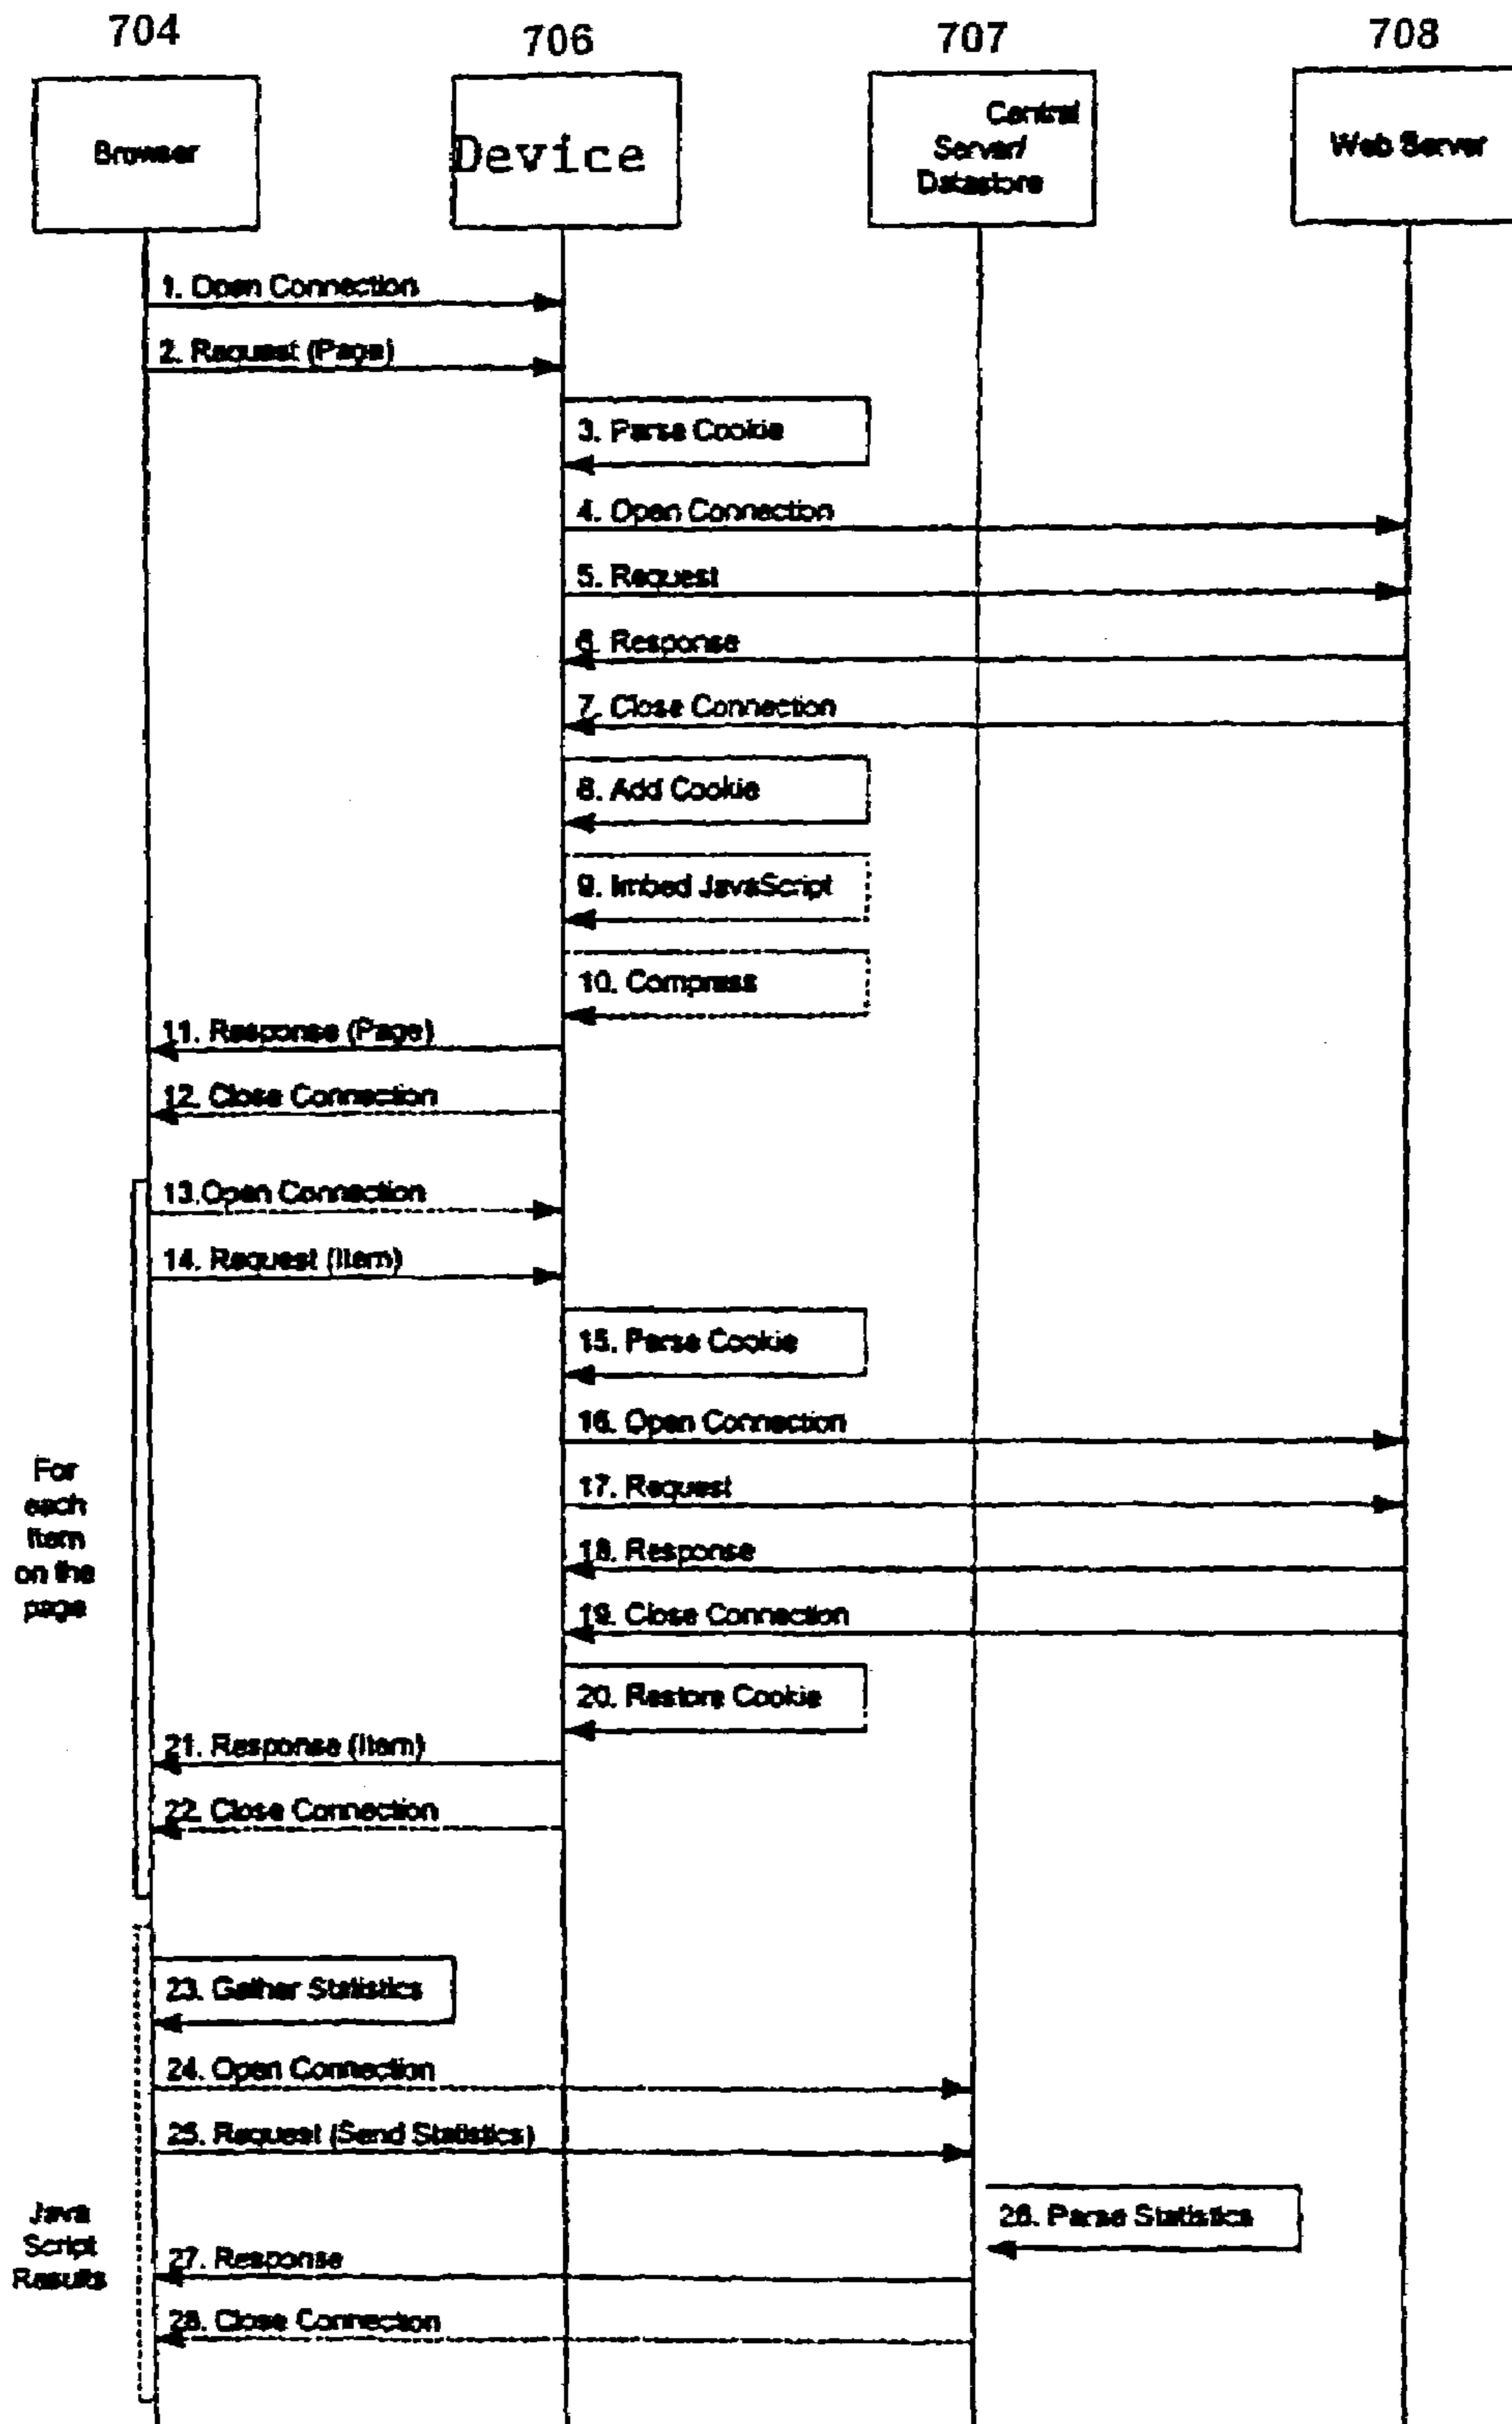 704
706
707
708
Browser
Device
Central
Server/
Datastore
Web Server
1. Open Connection
2. Request (Page)
3. Parse Cookie
4. Open Connection
5. Request
6. Response
7. Close Connection
8. Add Cookie
9. Imbed JavaScript
10. Compress
11. Response (Page)
12. Close Connection
13.Open Connection
14. Request (Item)
15. Parse Cookie
16. Open Connection
17. Request
18. Response
19. Close Connection
20. Restore Cookie
21. Response (Item)
22. Close Connection
For
each
item
on the
page
23. Gather Statistics
24. Open Connection
25. Request (Send Statistics)
26. Parse Statistics
27. Response
28. Close Connection
Java
Script
Results